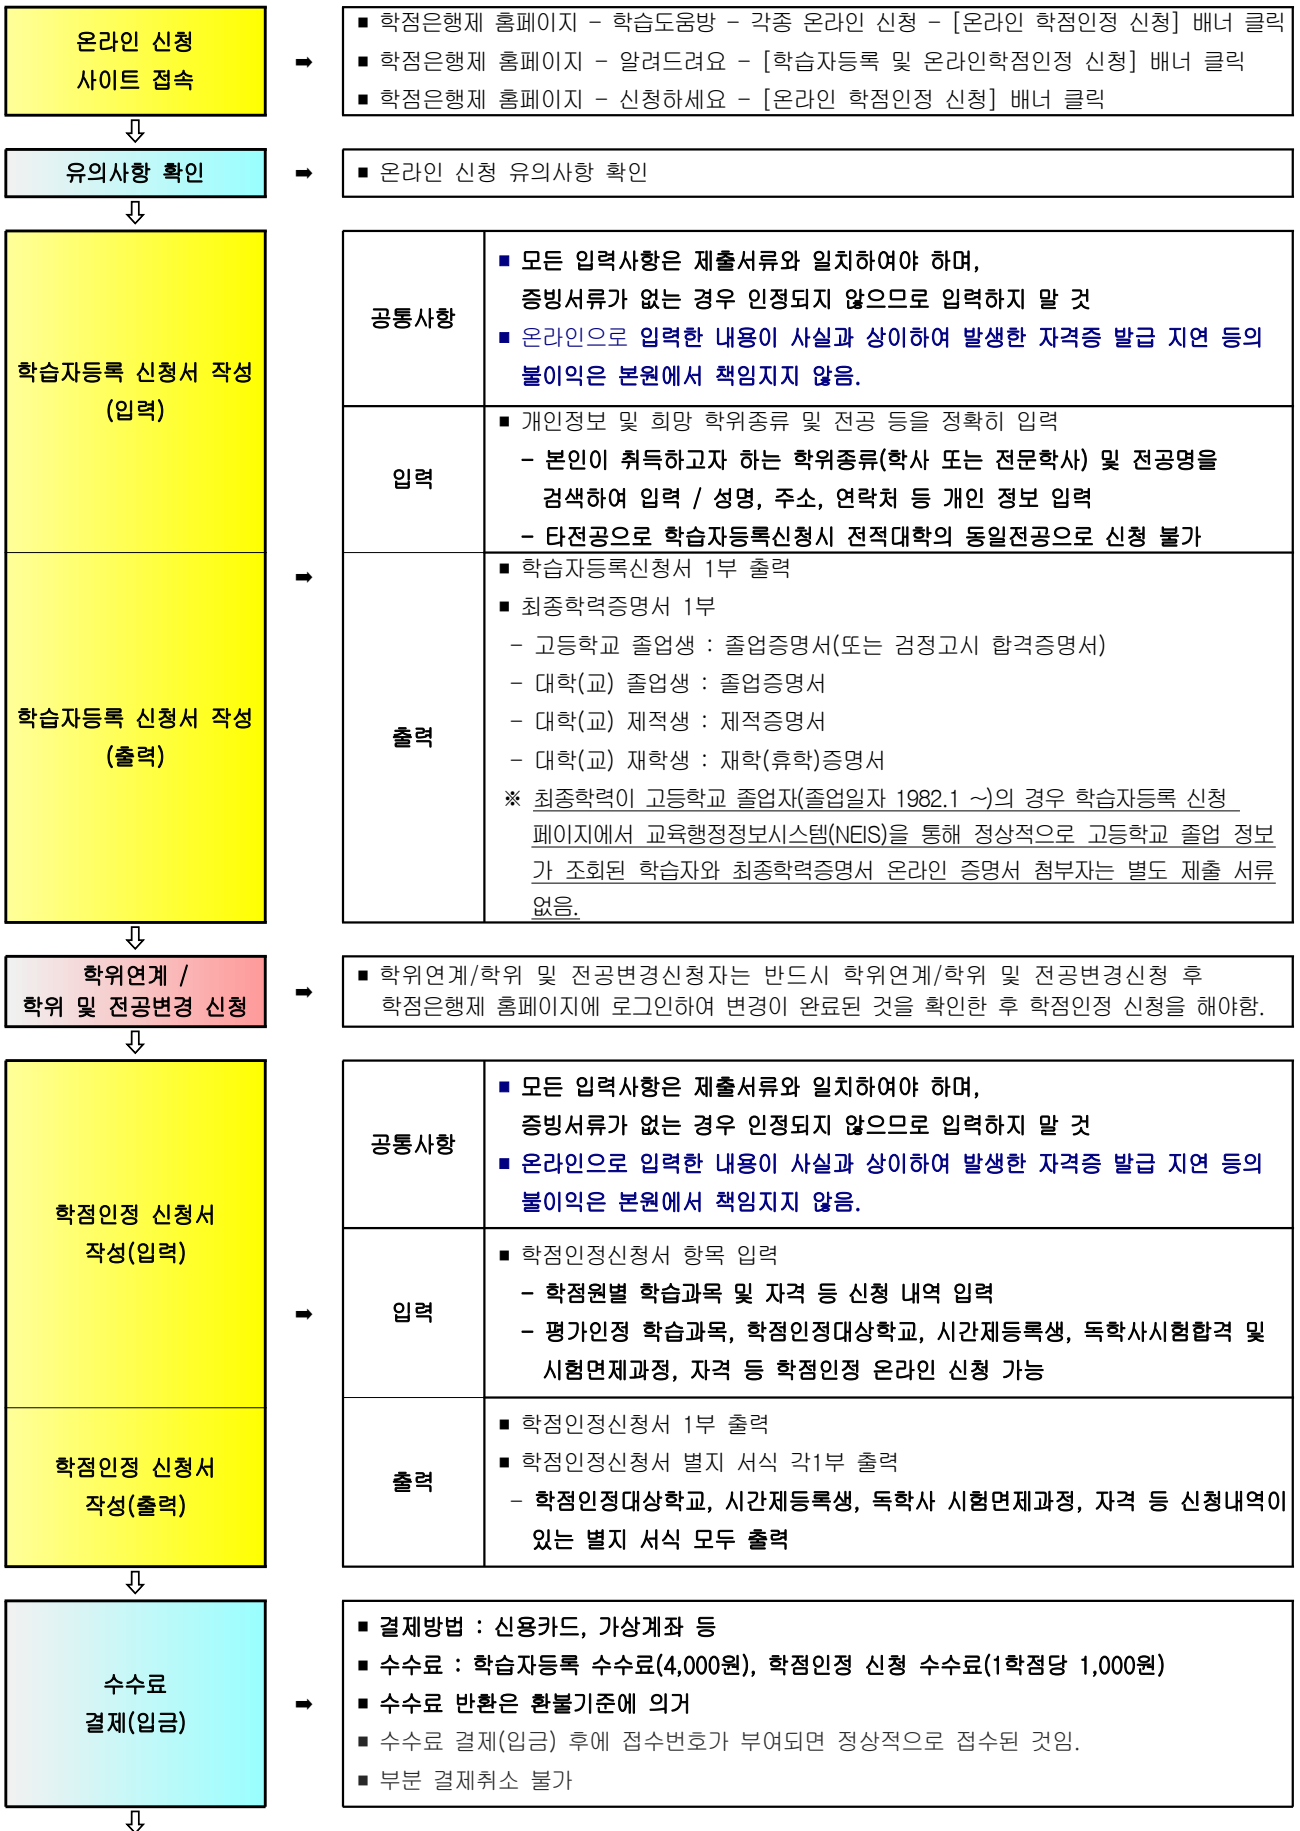 온라인 신청
사이트 접속
➡
■ 학점은행제 홈페이지 - 학습도움방 - 각종 온라인 신청 - [온라인 학점인정 신청] 배너 클릭
■ 학점은행제 홈페이지 - 알려드려요 - [학습자등록 및 온라인학점인정 신청] 배너 클릭
■ 학점은행제 홈페이지 - 신청하세요 - [온라인 학점인정 신청] 배너 클릭
⇩
유의사항 확인
➡
■ 온라인 신청 유의사항 확인
⇩
학습자등록 신청서 작성
(입력)
공통사항
■ 모든 입력사항은 제출서류와 일치하여야 하며,
증빙서류가 없는 경우 인정되지 않으므로 입력하지 말 것
■ 온라인으로 입력한 내용이 사실과 상이하여 발생한 자격증 발급 지연 등의
불이익은 본원에서 책임지지 않음.
입력
■ 개인정보 및 희망 학위종류 및 전공 등을 정확히 입력
- 본인이 취득하고자 하는 학위종류(학사 또는 전문학사) 및 전공명을
검색하여 입력 / 성명, 주소, 연락처 등 개인 정보 입력
- 타전공으로 학습자등록신청시 전적대학의 동일전공으로 신청 불가
➡
학습자등록 신청서 작성
(출력)
출력
■ 학습자등록신청서 1부 출력
■ 최종학력증명서 1부
- 고등학교 졸업생 : 졸업증명서(또는 검정고시 합격증명서)
- 대학(교) 졸업생 : 졸업증명서
- 대학(교) 제적생 : 제적증명서
- 대학(교) 재학생 : 재학(휴학)증명서
※ 최종학력이 고등학교 졸업자(졸업일자 1982.1 ~)의 경우 학습자등록 신청
페이지에서 교육행정정보시스템(NEIS)을 통해 정상적으로 고등학교 졸업 정보
가 조회된 학습자와 최종학력증명서 온라인 증명서 첨부자는 별도 제출 서류
없음.
⇩
학위연계 /
학위 및 전공변경 신청
➡
■ 학위연계/학위 및 전공변경신청자는 반드시 학위연계/학위 및 전공변경신청 후
학점은행제 홈페이지에 로그인하여 변경이 완료된 것을 확인한 후 학점인정 신청을 해야함.
⇩
학점인정 신청서
작성(입력)
공통사항
■ 모든 입력사항은 제출서류와 일치하여야 하며,
증빙서류가 없는 경우 인정되지 않으므로 입력하지 말 것
■ 온라인으로 입력한 내용이 사실과 상이하여 발생한 자격증 발급 지연 등의
불이익은 본원에서 책임지지 않음.
➡
입력
■ 학점인정신청서 항목 입력
- 학점원별 학습과목 및 자격 등 신청 내역 입력
- 평가인정 학습과목, 학점인정대상학교, 시간제등록생, 독학사시험합격 및
시험면제과정, 자격 등 학점인정 온라인 신청 가능
학점인정 신청서
작성(출력)
출력
■ 학점인정신청서 1부 출력
■ 학점인정신청서 별지 서식 각1부 출력
- 학점인정대상학교, 시간제등록생, 독학사 시험면제과정, 자격 등 신청내역이
있는 별지 서식 모두 출력
⇩
수수료
결제(입금)
➡
■ 결제방법 : 신용카드, 가상계좌 등
■ 수수료 : 학습자등록 수수료(4,000원), 학점인정 신청 수수료(1학점당 1,000원)
■ 수수료 반환은 환불기준에 의거
■ 수수료 결제(입금) 후에 접수번호가 부여되면 정상적으로 접수된 것임.
■ 부분 결제취소 불가
⇩